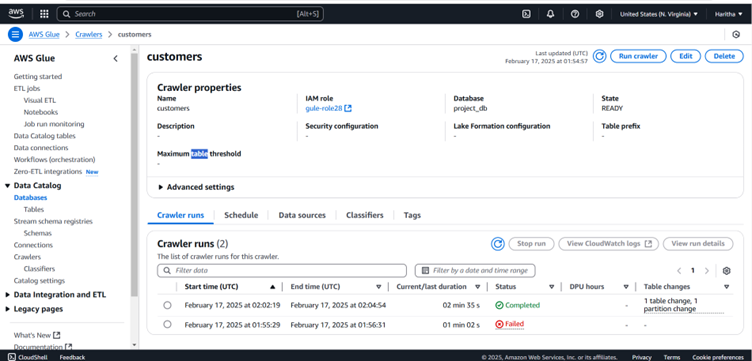 aws
Search [Alt+S] United States (N. Virginia) Haritha
AWS Glue > Crawlers > customers
AWS Glue
Getting started
ETL jobs
Visual ETL
Notebooks
Job run monitoring
Data Catalog tables
Data connections
Workflows (orchestration)
Zero-ETL integrations New
Data Catalog
Databases
Tables
Stream schema registries
Schemas
Connections
Crawlers
Classifiers
Catalog settings
Data Integration and ETL
Legacy pages
What's New
Documentation
customers
Last updated (UTC)
February 17, 2025 at 01:54:57
Run crawler Edit Delete
Crawler properties
Name IAM role Database State
customers gule-role28 project_db READY
Description Security configuration Lake Formation configuration Table prefix
- - - -
Maximum table threshold
-
Advanced settings
Crawler runs Schedule Data sources Classifiers Tags
Crawler runs (2) Stop run View CloudWatch logs View run details
The list of crawler runs for this crawler.
Filter data Filter by a date and time range 1
Start time (UTC) End time (UTC) Current/last duration Status DPU hours Table changes
February 17, 2025 at 02:02:19 February 17, 2025 at 02:04:54 02 min 35 s Completed - 1 table change, 1
partition change
February 17, 2025 at 01:55:29 February 17, 2025 at 01:56:31 01 min 02 s Failed - -
CloudShell Feedback © 2025, Amazon Web Services, Inc. or its affiliates. Privacy Terms Cookie preferences